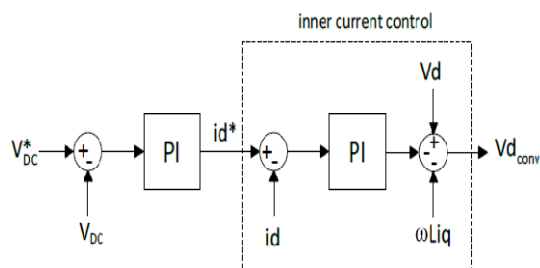 inner current control
Vd
V*DC
+
-
PI
id*
+
-
PI
+
-
-
Vdconv
VDC
id
ωLiq